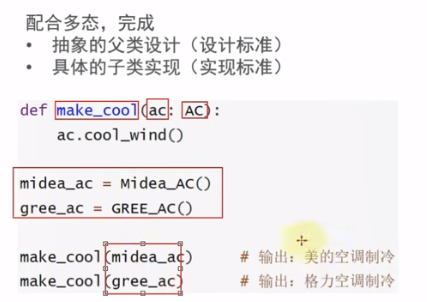 配合多态，完成
• 抽象的父类设计（设计标准）
• 具体的子类实现（实现标准）
def make_cool(ac: AC):
    ac.cool_wind()
midea_ac = Midea_AC()
gree_ac = GREE_AC()
make_cool(midea_ac)     # 输出：美的空调制冷
make_cool(gree_ac)      # 输出：格力空调制冷